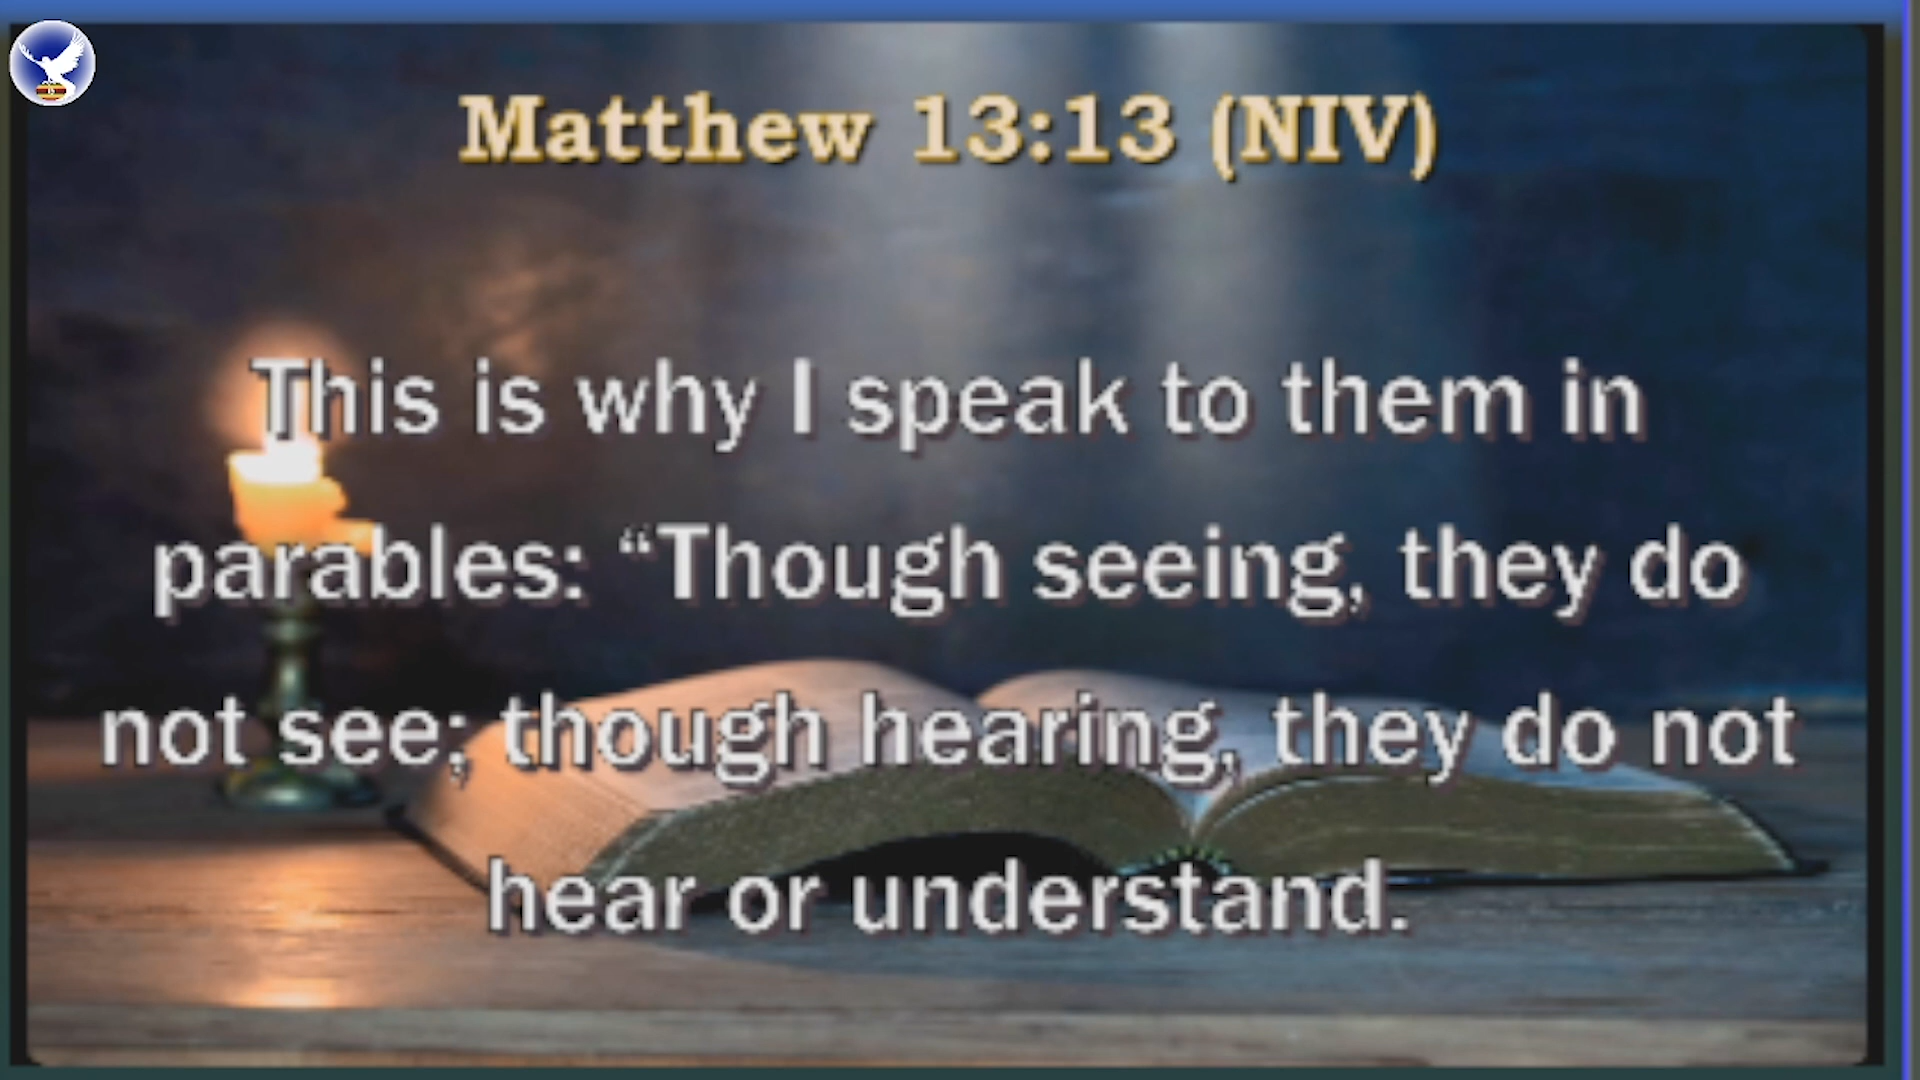 Matthew 13:13 (NIV)
This is why I speak to them in
parables: “Though seeing, they do
not see; though hearing, they do not
hear or understand.